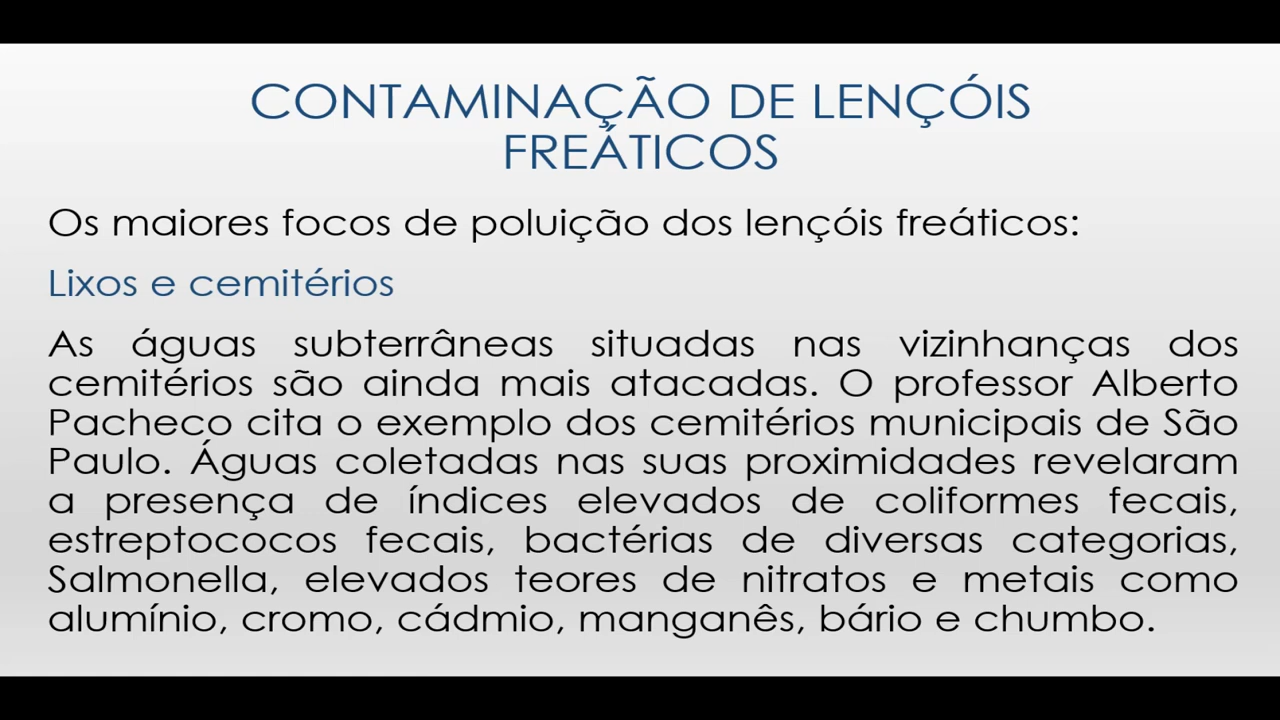 CONTAMINAÇÃO DE LENÇÓIS
FREÁTICOS
Os maiores focos de poluição dos lençóis freáticos:
Lixos e cemitérios
As águas subterrâneas situadas nas vizinhanças dos
cemitérios são ainda mais atacadas. O professor Alberto
Pacheco cita o exemplo dos cemitérios municipais de São
Paulo. Águas coletadas nas suas proximidades revelaram
a presença de índices elevados de coliformes fecais,
estreptococos fecais, bactérias de diversas categorias,
Salmonella, elevados teores de nitratos e metais como
alumínio, cromo, cádmio, manganês, bário e chumbo.